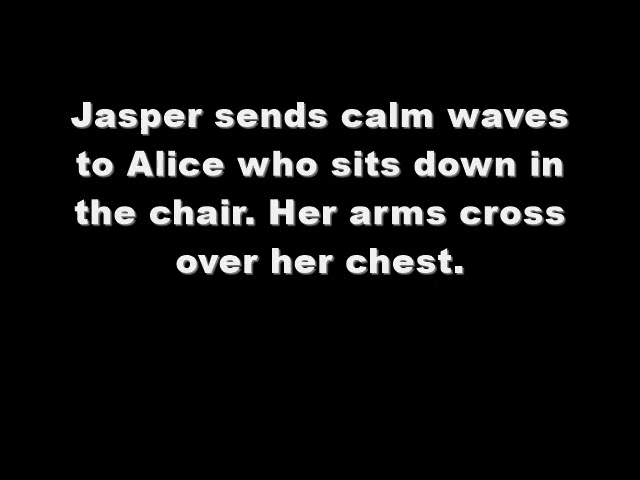 Jasper sends calm waves
to Alice who sits down in
the chair. Her arms cross
over her chest.